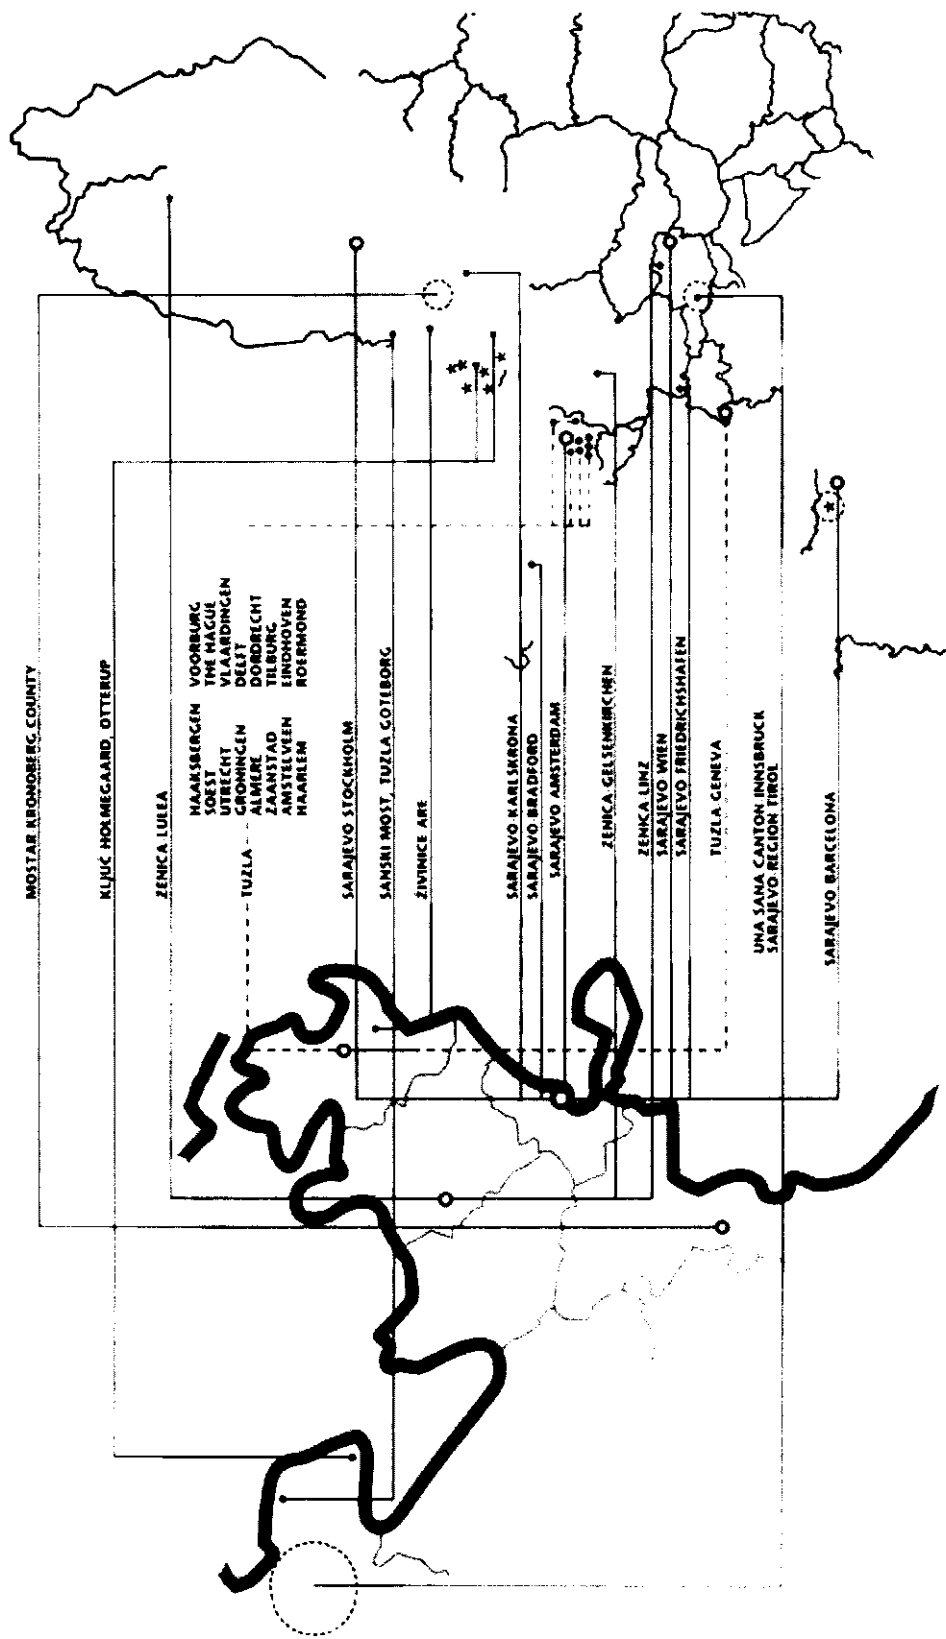 MOSTAR KRONOBERG COUNTY
KLJUČ HOLMEGAARD, OTTERUP
ZENICA LULEA
HAAKSBERGEN VOORBURG
SOEST THE HAGUE
UTRECHT VLAARDINGEN
GRONINGEN DELFT
TUZLA ALMERE DORDRECHT
ZAANSTAD TILBURG
AMSTELVEEN EINDHOVEN
HAARLEM ROERMOND
SARAJEVO STOCKHOLM
SANSKI MOST, TUZLA GOTEBORG
ŽIVINICE ARE
SARAJEVO KARLSKRONA
SARAJEVO BRADFORD
SARAJEVO AMSTERDAM
ZENICA GELSENKIRCHEN
ZENICA LINZ
SARAJEVO WIEN
SARAJEVO FRIEDRICHSHAFEN
TUZLA GENEVA
UNA SANA CANTON INNSBRUCK
SARAJEVO REGION TIROL
SARAJEVO BARCELONA